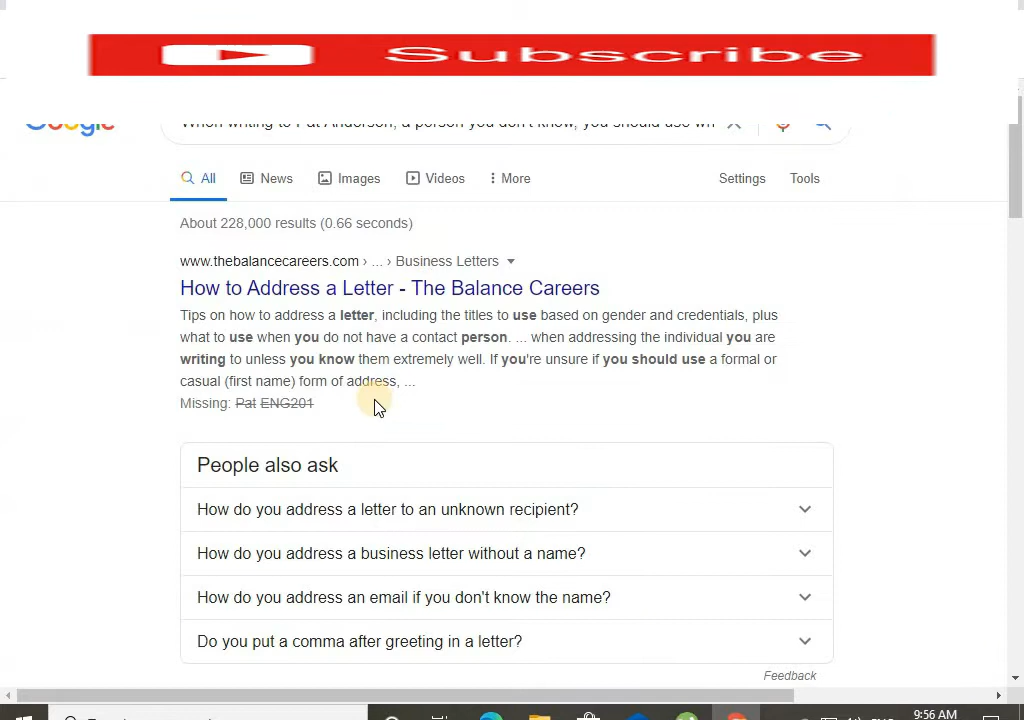 Subscribe
Google
When writing to Pat Anderson, a person you don't know, you should use wh
All News Images Videos More Settings Tools
About 228,000 results (0.66 seconds)
www.thebalancecareers.com › ... › Business Letters
How to Address a Letter - The Balance Careers
Tips on how to address a letter, including the titles to use based on gender and credentials, plus
what to use when you do not have a contact person. ... when addressing the individual you are
writing to unless you know them extremely well. If you're unsure if you should use a formal or
casual (first name) form of address, ...
Missing: Pat ENG201
People also ask
How do you address a letter to an unknown recipient?
How do you address a business letter without a name?
How do you address an email if you don't know the name?
Do you put a comma after greeting in a letter?
Feedback
9:56 AM